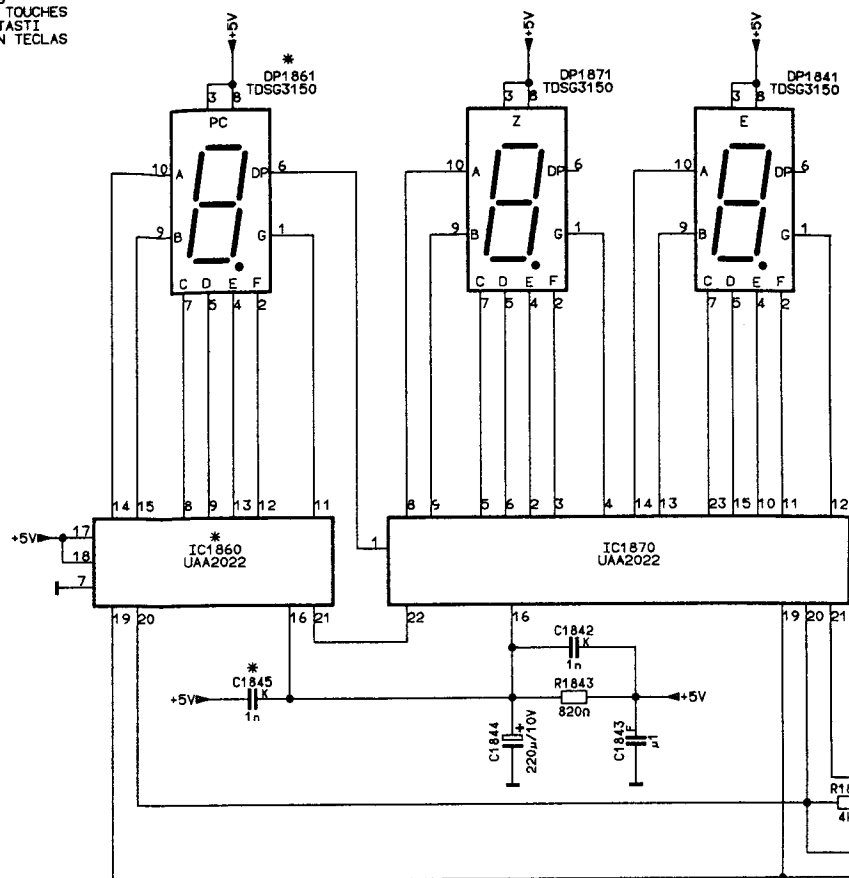 TOUCHES
TASTI
N TECLAS
+5V
+5V
+5V
*
DP1861
TDSG3150
DP1871
TDSG3150
DP1841
TDSG3150
3 8
3 8
3 8
PC
Z
E
10 A DP 6
10 A DP 6
10 A DP 6
9 B G 1
9 B G 1
9 B G 1
C D E F
C D E F
C D E F
7 5 4 2
7 5 4 2
7 5 4 2
14 15 8 9 13 12 11
8 9 5 6 2 3 4 14 13 23 15 10 11 12
+5V 17
18
7
*
IC1860
UAA2022
1
IC1870
UAA2022
19 20 16 21
22 16 19 20 21
C1842
K
1n
*
C1845
K
+5V
1n
R1843
820n
+5V
C1844
+
220µ/10V
C1843
F
µ1
R18
4k